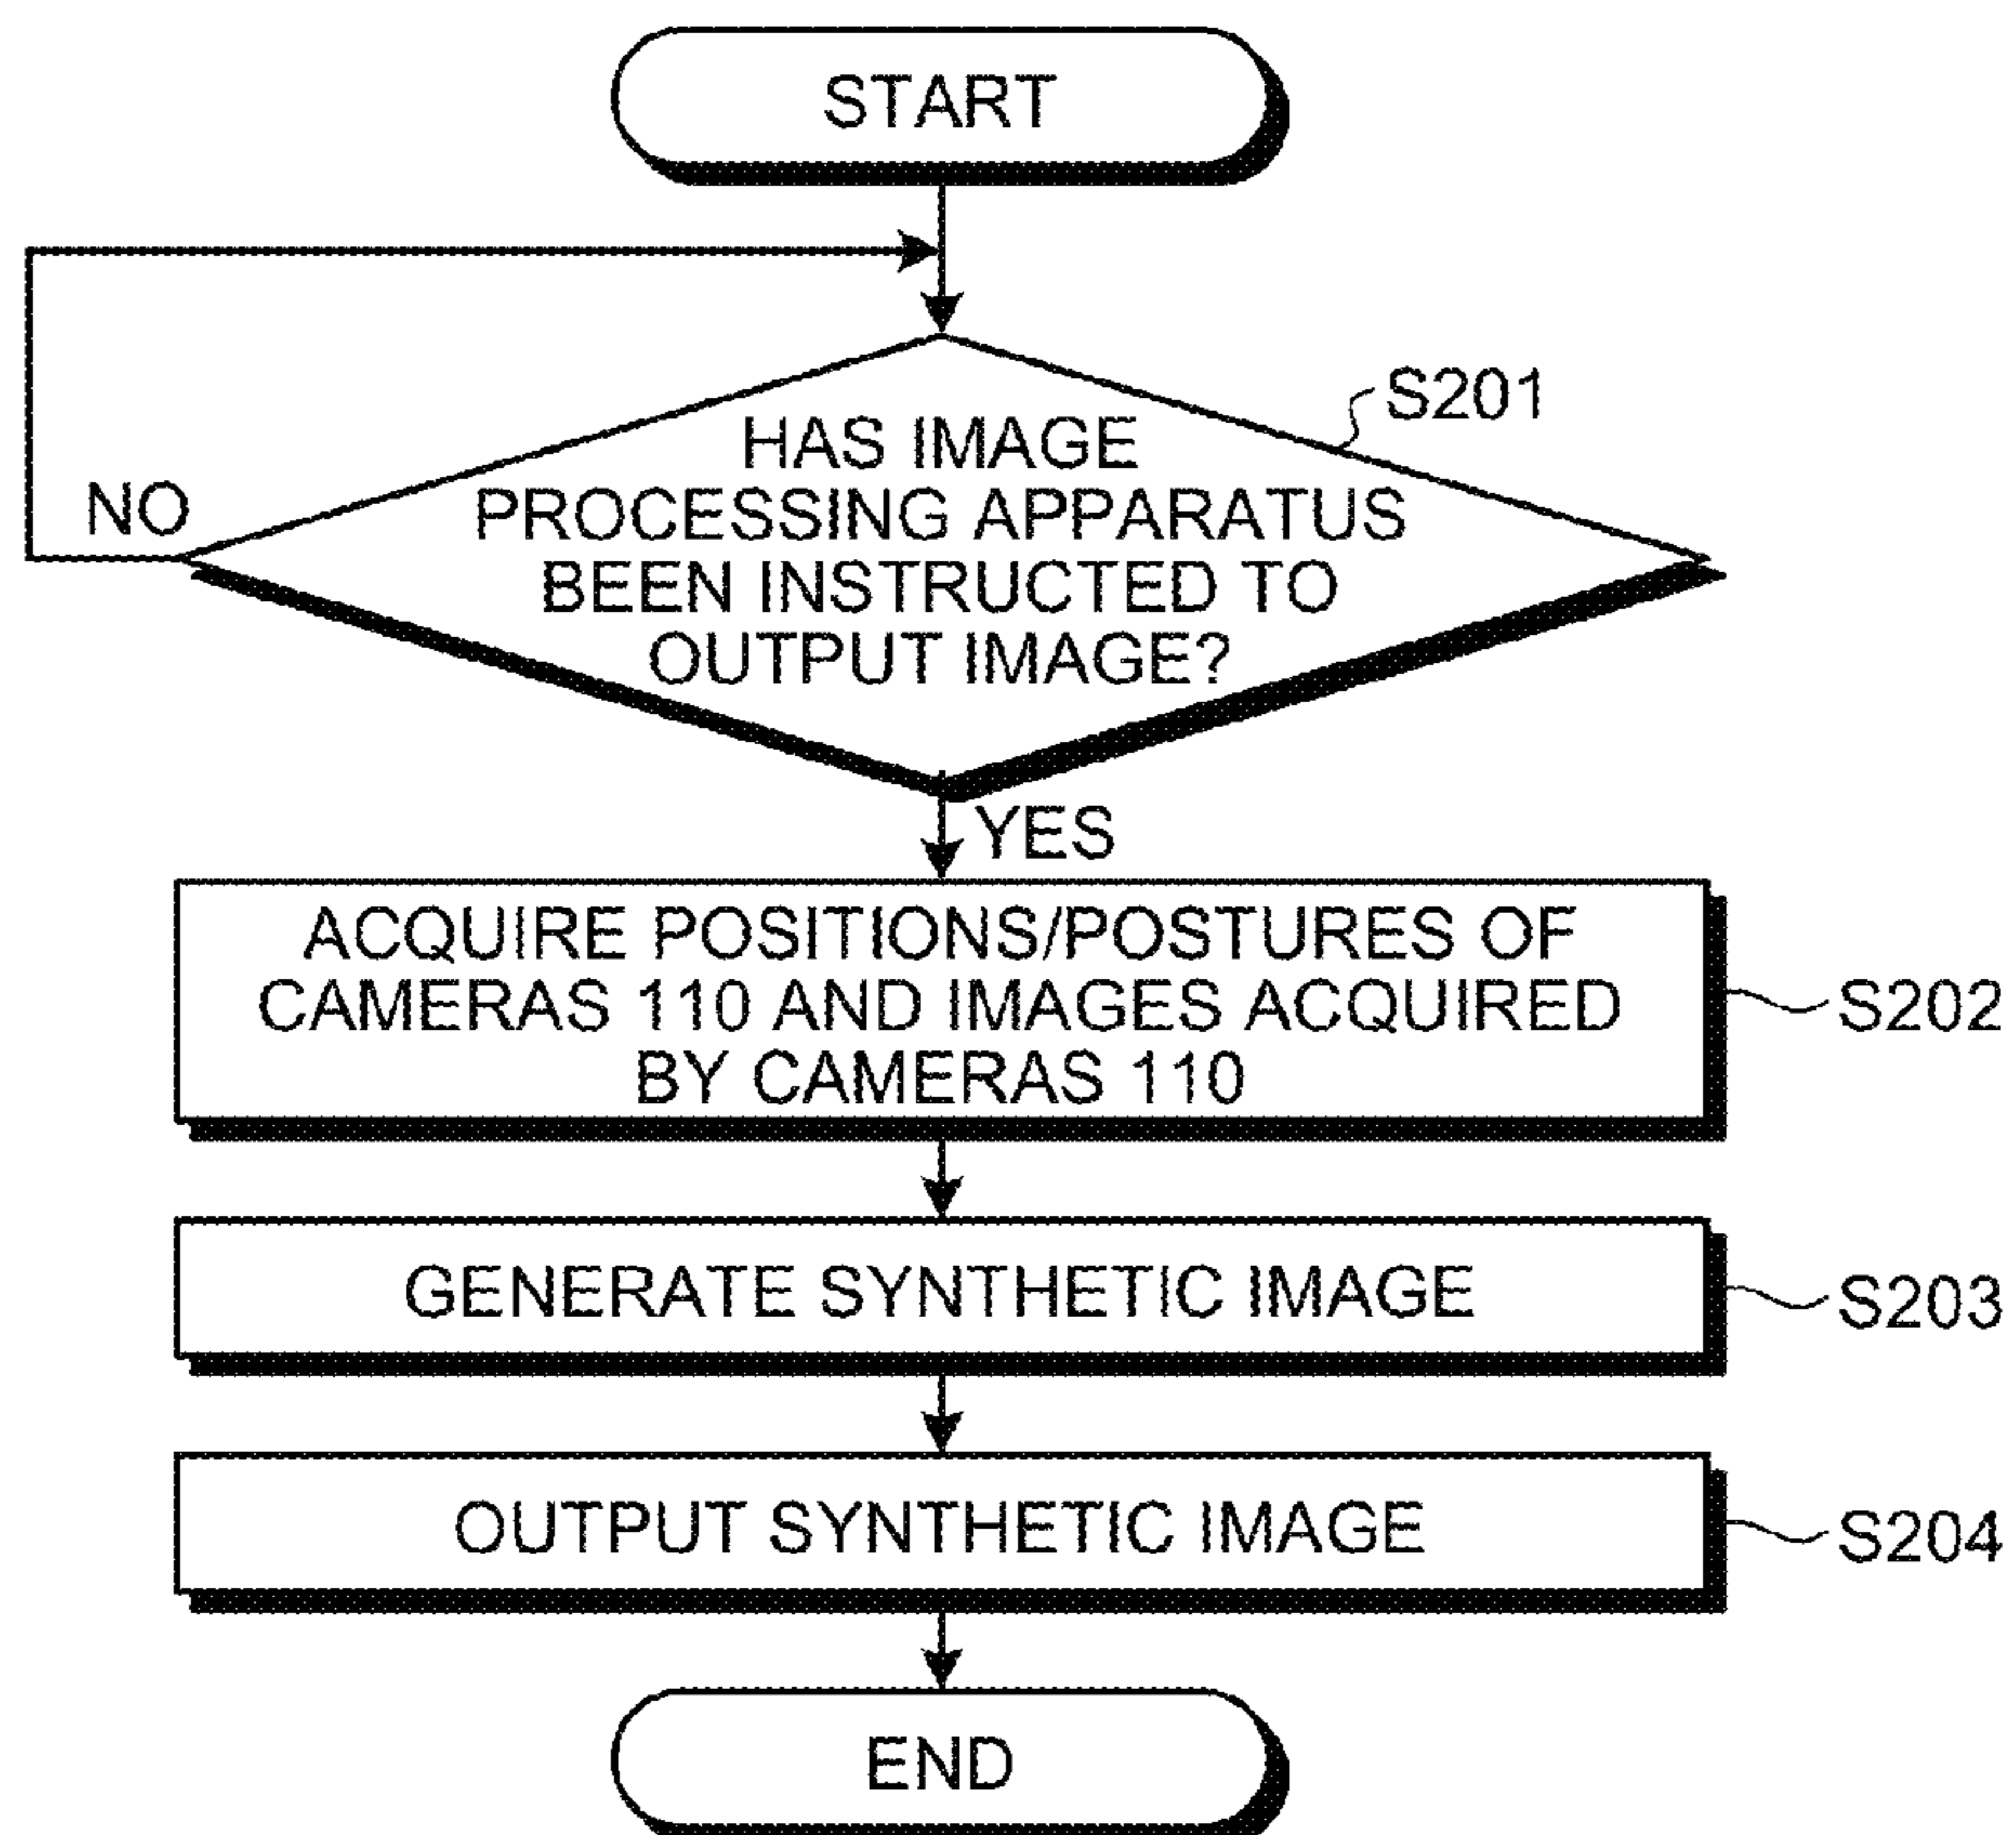 START
S201
HAS IMAGE
PROCESSING APPARATUS
BEEN INSTRUCTED TO
OUTPUT IMAGE?
NO
YES
ACQUIRE POSITIONS/POSTURES OF
CAMERAS 110 AND IMAGES ACQUIRED
BY CAMERAS 110
S202
GENERATE SYNTHETIC IMAGE
S203
OUTPUT SYNTHETIC IMAGE
S204
END